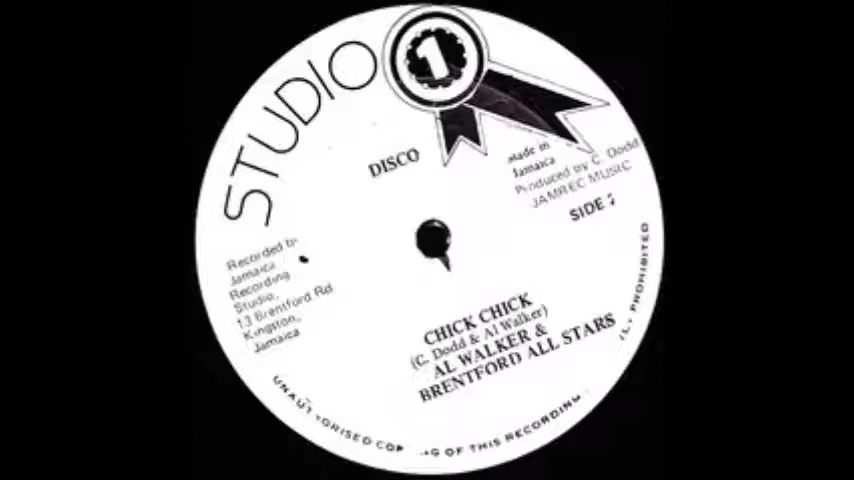 STUDIO
1
DISCO
Made in
Jamaica
Produced by C. Dodd
JAMREC MUSIC
SIDE
Recorded
Jamaica
Recording
Studio,
13 Brentford Rd
Kingston,
Jamaica
CHICK CHICK
(C. Dodd & Al Walker)
AL WALKER &
BRENTFORD ALL STARS
OF THIS RECORDING PROHIBITED